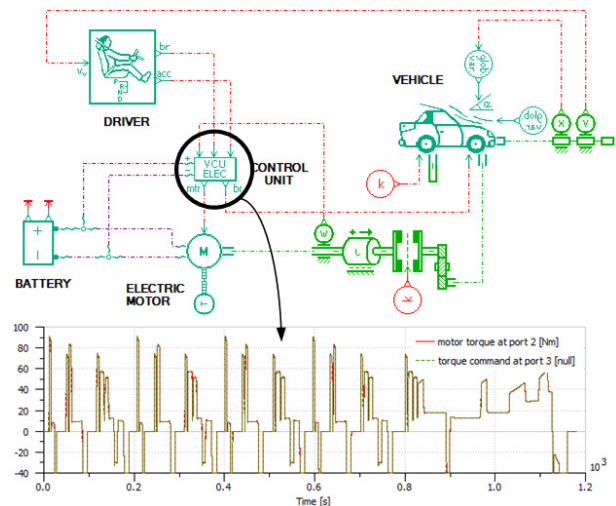 br
acc
Vv
P
R
N
D
DRIVER
VEHICLE
α
X
V
VCU
ELEC
CONTROL
UNIT
+
-
mtr
br
k
W
M
BATTERY
ELECTRIC
MOTOR
T
k
motor torque at port 2 [Nm]
torque command at port 3 [null]
100
80
60
40
20
0
-20
-40
0.0
0.2
0.4
0.6
0.8
1.0
1.2
10³
Time [s]